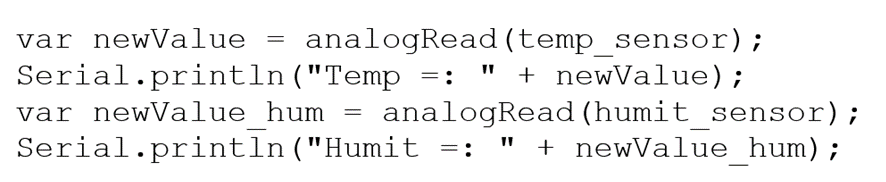 var newValue = analogRead(temp_sensor);
Serial.println("Temp =: " + newValue);
var newValue_hum = analogRead(humit_sensor);
Serial.println("Humit =: " + newValue_hum);